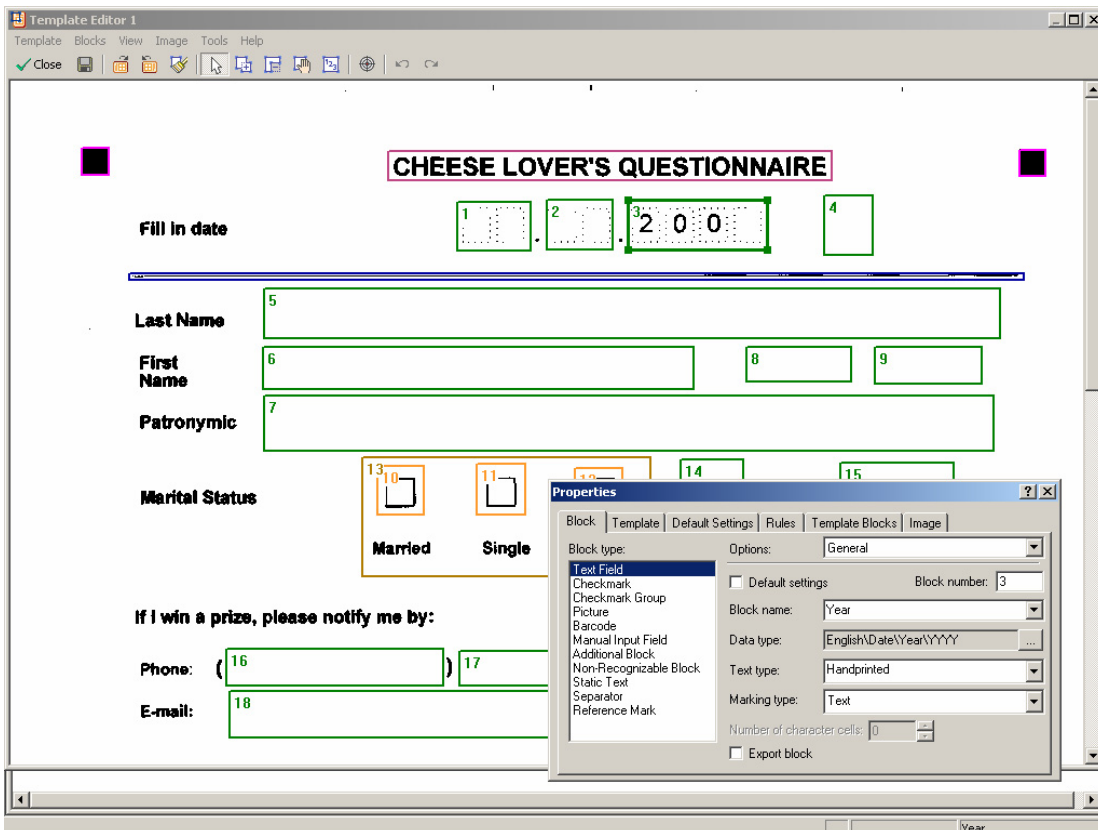 Template Editor 1
Template Blocks View Image Tools Help
Close
CHEESE LOVER'S QUESTIONNAIRE
Fill in date
1 . 2 . 3 2 0 0 4
5
Last Name
6 8 9
First
Name
7
Patronymic
13 10 11 14 15
Marital Status
Married Single
If I win a prize, please notify me by:
Phone: ( 16 ) 17
E-mail: 18
Properties
Block Template Default Settings Rules Template Blocks Image
Block type:
Text Field
Checkmark
Checkmark Group
Picture
Barcode
Manual Input Field
Additional Block
Non-Recognizable Block
Static Text
Separator
Reference Mark
Options: General
Default settings Block number: 3
Block name: Year
Data type: English\Date\Year\YYYY ...
Text type: Handprinted
Marking type: Text
Number of character cells: 0
Export block
Year